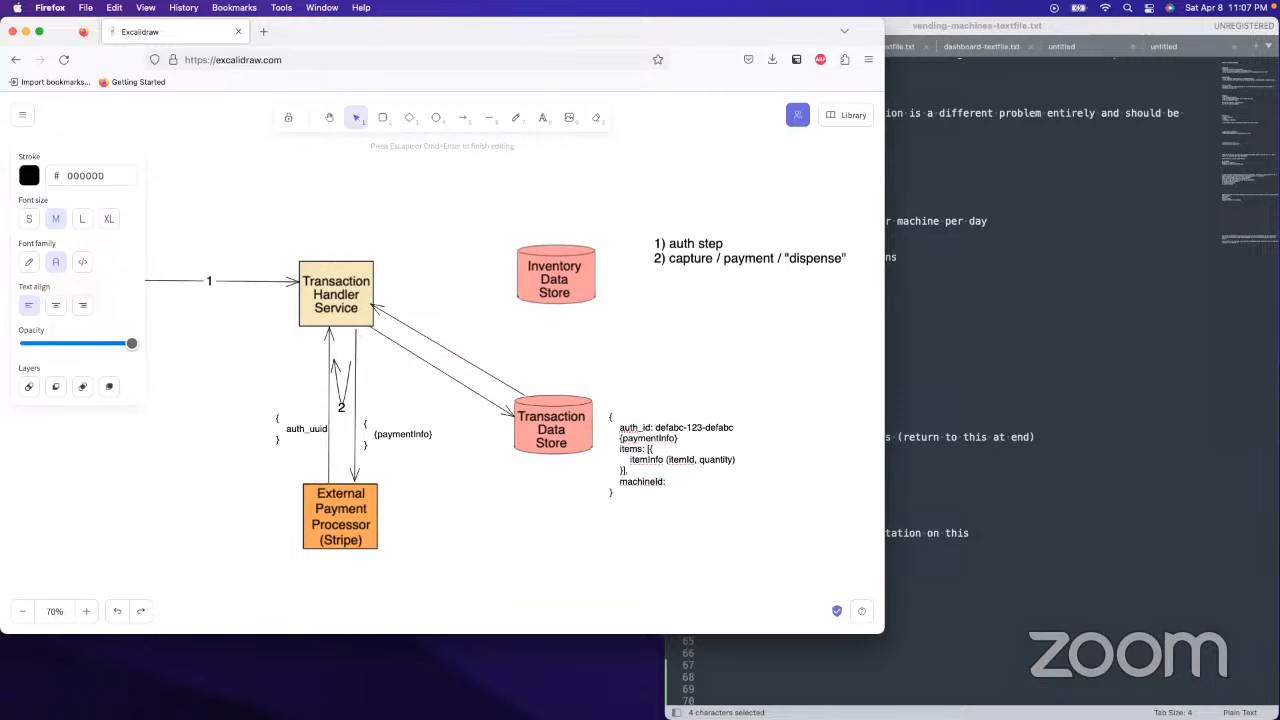 Firefox File Edit View History Bookmarks Tools Window Help
Sat Apr 8 11:07 PM
Excalidraw
https://excalidraw.com
Import bookmarks...
Getting Started
ABP
Library
Press Escape or Cmd+Enter to finish editing
Stroke
# 000000
Font size
S M L XL
Font family
A
Text align
Opacity
Layers
1
Transaction
Handler
Service
Inventory
Data
Store
1) auth step
2) capture / payment / "dispense"
2
{
auth_uuid
}
{
{paymentInfo}
}
Transaction
Data
Store
{
auth_id: defabc-123-defabc
{paymentInfo}
items: [{
itemInfo (itemId, quantity)
}],
machineId:
}
External
Payment
Processor
(Stripe)
70%
vending-machines-textfile.txt
UNREGISTERED
extfile.txt
dashboard-textfile.txt
untitled
untitled
ion is a different problem entirely and should be
r machine per day
ns
s (return to this at end)
tation on this
65
66
67
68
69
70
zoom
4 characters selected
Tab Size: 4
Plain Text